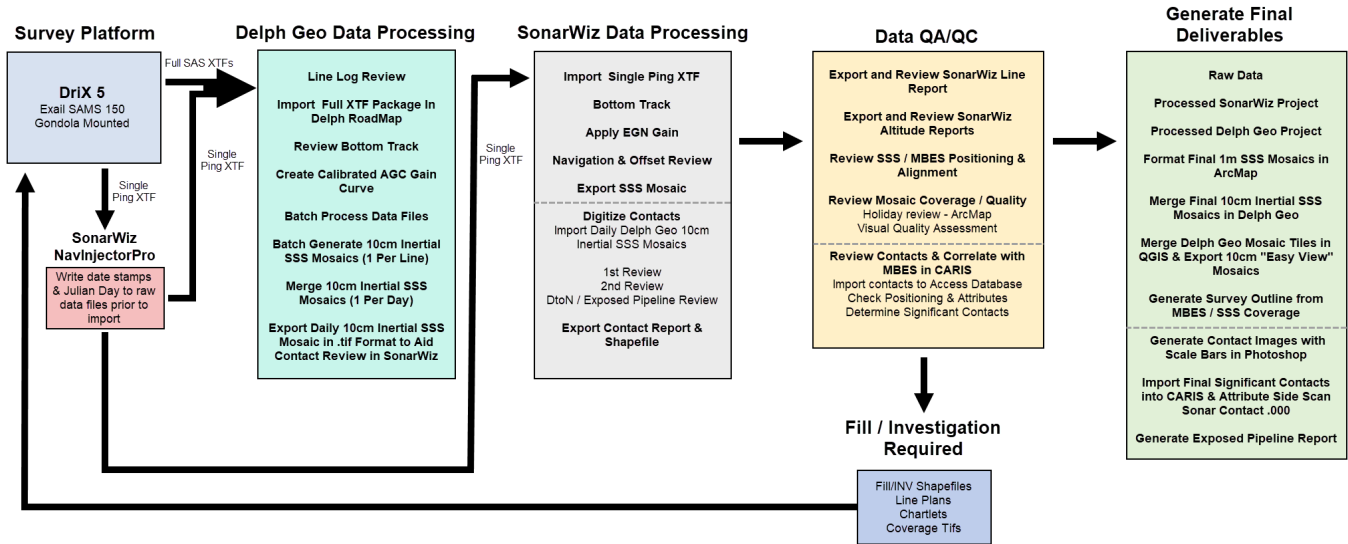 Survey Platform
DriX 5
Exail SAMS 150
Gondola Mounted
Full SAS XTFs
Single
Ping XTF
Single
Ping XTF
SonarWiz
NavInjectorPro
Write date stamps
& Julian Day to raw
data files prior to
import
Delph Geo Data Processing
Line Log Review
Import Full XTF Package In
Delph RoadMap
Review Bottom Track
Create Calibrated AGC Gain
Curve
Batch Process Data Files
Batch Generate 10cm Inertial
SSS Mosaics (1 Per Line)
Merge 10cm Inertial SSS
Mosaics (1 Per Day)
Export Daily 10cm Inertial SSS
Mosaic in .tif Format to Aid
Contact Review in SonarWiz
Single
Ping XTF
SonarWiz Data Processing
Import Single Ping XTF
Bottom Track
Apply EGN Gain
Navigation & Offset Review
Export SSS Mosaic
Digitize Contacts
Import Daily Delph Geo 10cm
Inertial SSS Mosaics
1st Review
2nd Review
DtoN / Exposed Pipeline Review
Export Contact Report &
Shapefile
Data QA/QC
Export and Review SonarWiz Line
Report
Export and Review SonarWiz
Altitude Reports
Review SSS / MBES Positioning &
Alignment
Review Mosaic Coverage / Quality
Holiday review - ArcMap
Visual Quality Assessment
Review Contacts & Correlate with
MBES in CARIS
Import contacts to Access Database
Check Positioning & Attributes
Determine Significant Contacts
Fill / Investigation
Required
Fill/INV Shapefiles
Line Plans
Chartlets
Coverage Tifs
Generate Final
Deliverables
Raw Data
Processed SonarWiz Project
Processed Delph Geo Project
Format Final 1m SSS Mosaics in
ArcMap
Merge Final 10cm Inertial SSS
Mosaics in Delph Geo
Merge Delph Geo Mosaic Tiles in
QGIS & Export 10cm "Easy View"
Mosaics
Generate Survey Outline from
MBES / SSS Coverage
Generate Contact Images with
Scale Bars in Photoshop
Import Final Significant Contacts
into CARIS & Attribute Side Scan
Sonar Contact .000
Generate Exposed Pipeline Report